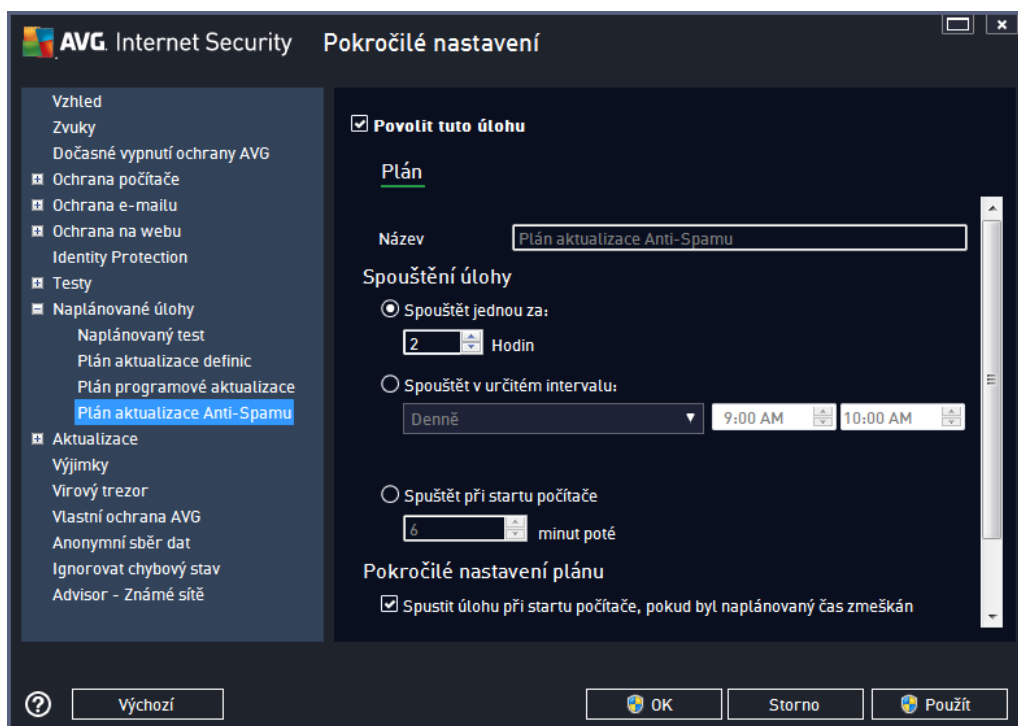 AVG. Internet Security Pokročilé nastavení
Vzhled
Zvuky
Dočasné vypnutí ochrany AVG
Ochrana počítače
Ochrana e-mailu
Ochrana na webu
Identity Protection
Testy
Naplánované úlohy
Naplánovaný test
Plán aktualizace definic
Plán programové aktualizace
Plán aktualizace Anti-Spamu
Aktualizace
Výjimky
Virový trezor
Vlastní ochrana AVG
Anonymní sběr dat
Ignorovat chybový stav
Advisor - Známé sítě
Povolit tuto úlohu
Plán
Název Plán aktualizace Anti-Spamu
Spouštění úlohy
Spouštět jednou za:
2 Hodin
Spouštět v určitém intervalu:
Denně 9:00 AM 10:00 AM
Spuštět při startu počítače
6 minut poté
Pokročilé nastavení plánu
Spustit úlohu při startu počítače, pokud byl naplánovaný čas zmeškán
? Výchozí OK Storno Použít